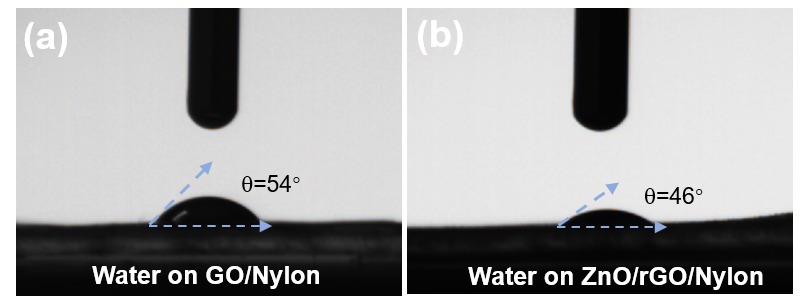 (a)
θ=54°
Water on GO/Nylon
(b)
θ=46°
Water on ZnO/rGO/Nylon